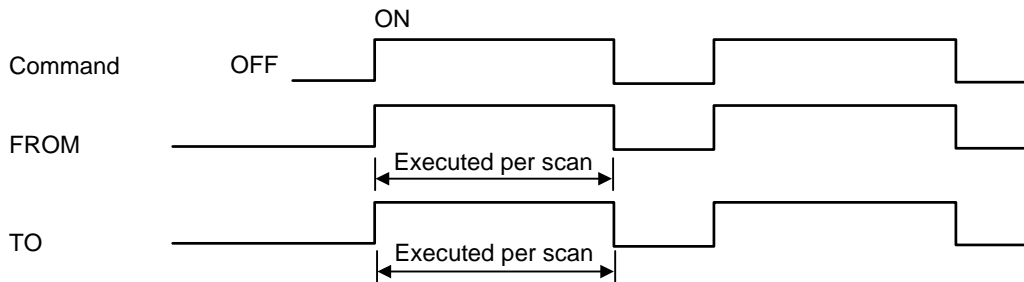 ON
Command OFF
FROM
Executed per scan
TO
Executed per scan